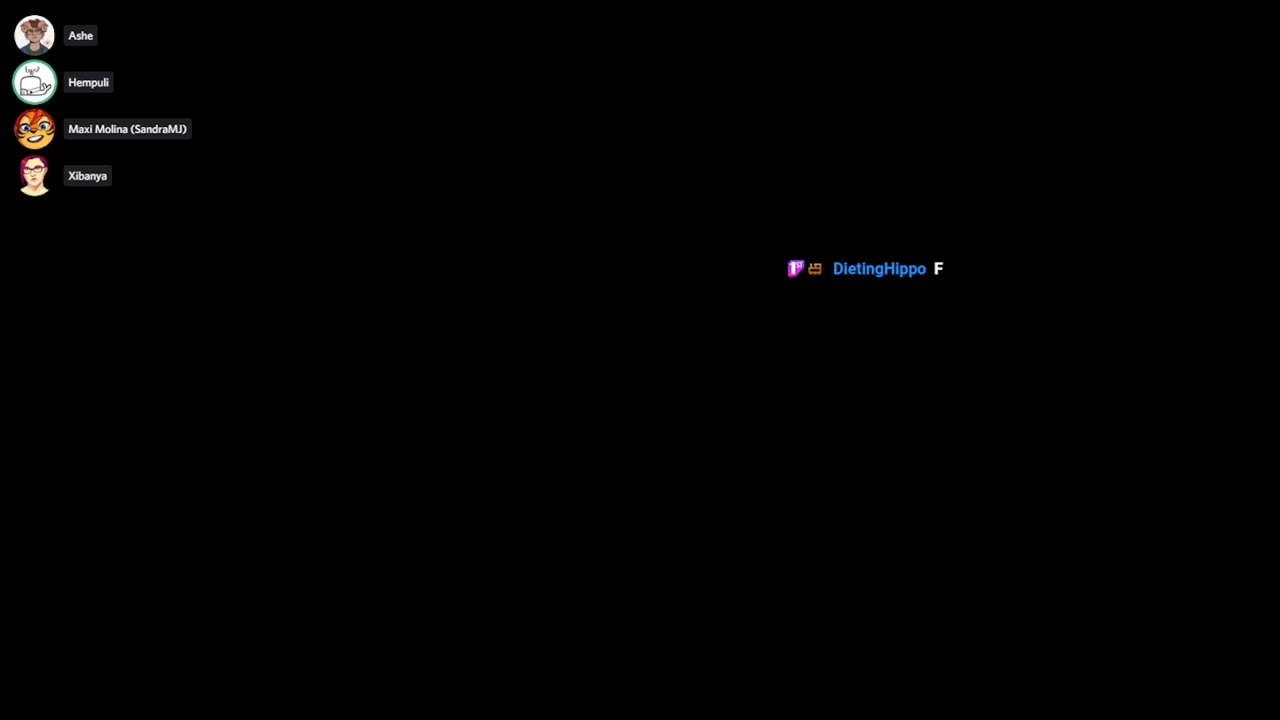 Ashe
Hempuli
Maxi Molina (SandraMJ)
Xibanya
DietingHippo F